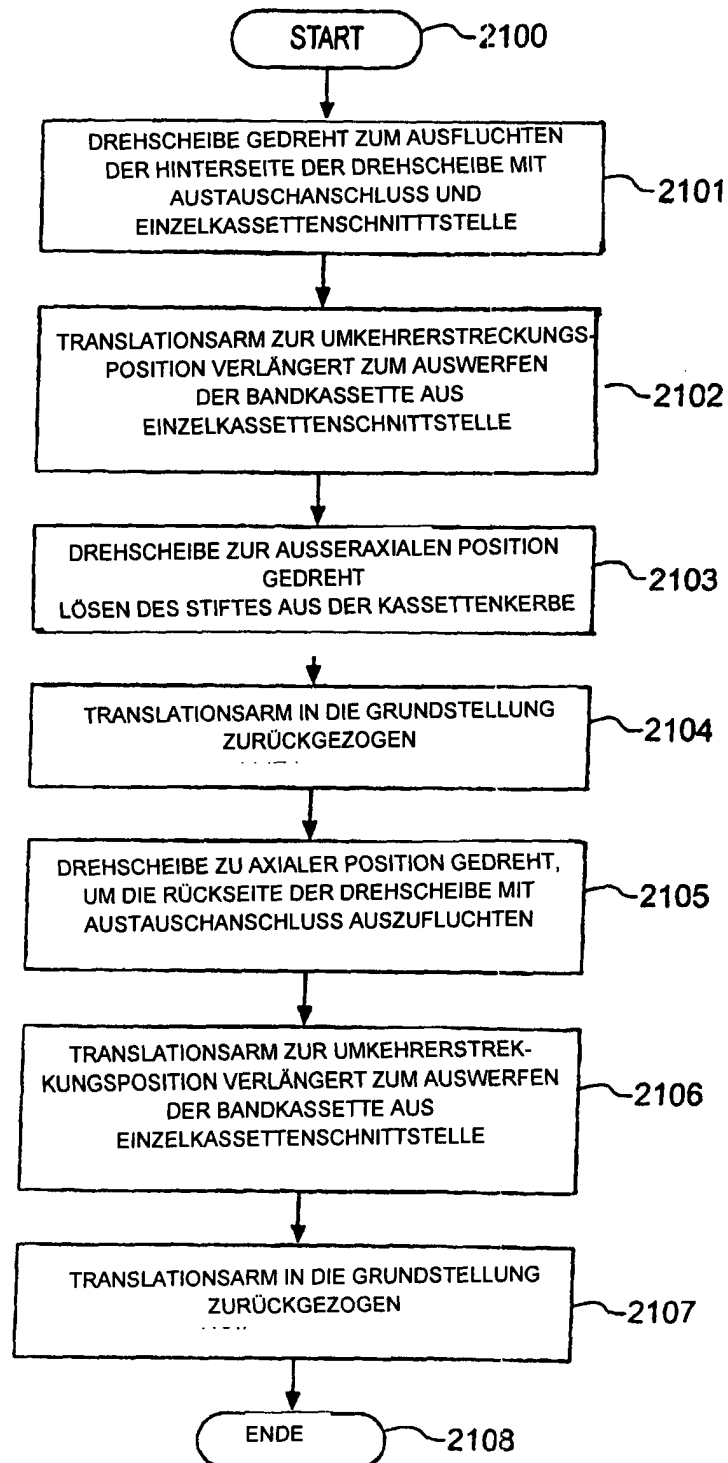 START
2100
DREHSCHEIBE GEDREHT ZUM AUSFLUCHTEN
DER HINTERSEITE DER DREHSCHEIBE MIT
AUSTAUSCHANSCHLUSS UND
EINZELKASSETTENSCHNITTTSTELLE
2101
TRANSLATIONSARM ZUR UMKEHRERSTRECKUNGS-
POSITION VERLÄNGERT ZUM AUSWERFEN
DER BANDKASSETTE AUS
EINZELKASSETTENSCHNITTSTELLE
2102
DREHSCHEIBE ZUR AUSSERAXIALEN POSITION
GEDREHT
LÖSEN DES STIFTES AUS DER KASSETTENKERBE
2103
TRANSLATIONSARM IN DIE GRUNDSTELLUNG
ZURÜCKGEZOGEN
2104
DREHSCHEIBE ZU AXIALER POSITION GEDREHT,
UM DIE RÜCKSEITE DER DREHSCHEIBE MIT
AUSTAUSCHANSCHLUSS AUSZUFLUCHTEN
2105
TRANSLATIONSARM ZUR UMKEHRERSTREK-
KUNGSPOSITION VERLÄNGERT ZUM AUSWERFEN
DER BANDKASSETTE AUS
EINZELKASSETTENSCHNITTSTELLE
2106
TRANSLATIONSARM IN DIE GRUNDSTELLUNG
ZURÜCKGEZOGEN
2107
ENDE
2108